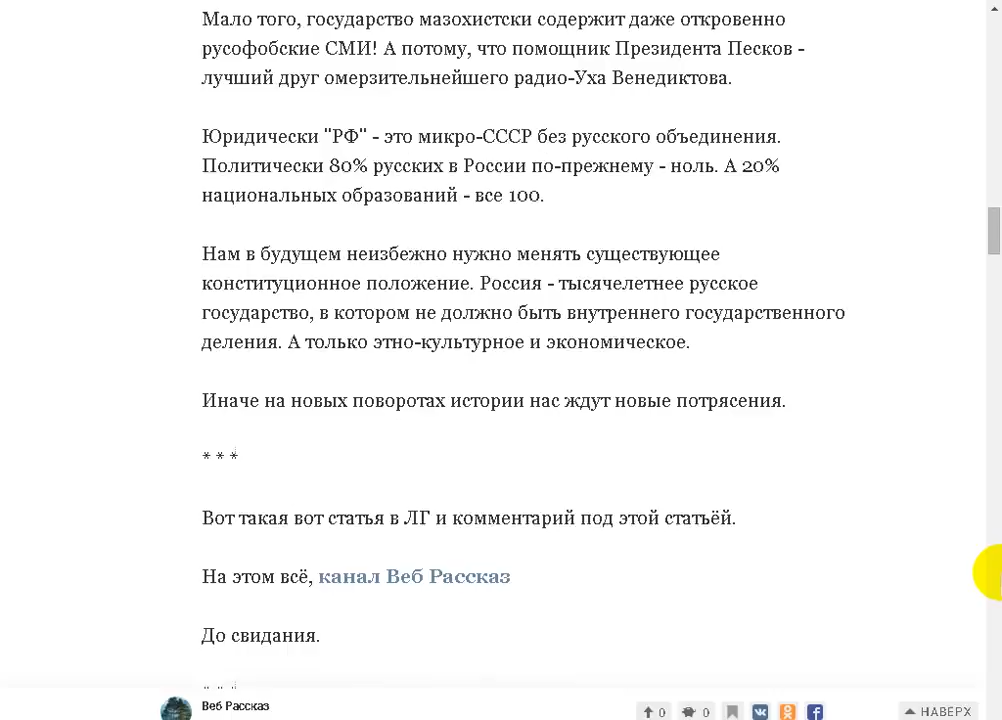 Мало того, государство мазохистски содержит даже откровенно
русофобские СМИ! А потому, что помощник Президента Песков -
лучший друг омерзительнейшего радио-Уха Венедиктова.
Юридически "РФ" - это микро-СССР без русского объединения.
Политически 80% русских в России по-прежнему - ноль. А 20%
национальных образований - все 100.
Нам в будущем неизбежно нужно менять существующее
конституционное положение. Россия - тысячелетнее русское
государство, в котором не должно быть внутреннего государственного
деления. А только этно-культурное и экономическое.
Иначе на новых поворотах истории нас ждут новые потрясения.
* * *
Вот такая вот статья в ЛГ и комментарий под этой статьёй.
На этом всё, канал Веб Рассказ
До свидания.
* * *
Веб Рассказ
0
0
НАВЕРХ